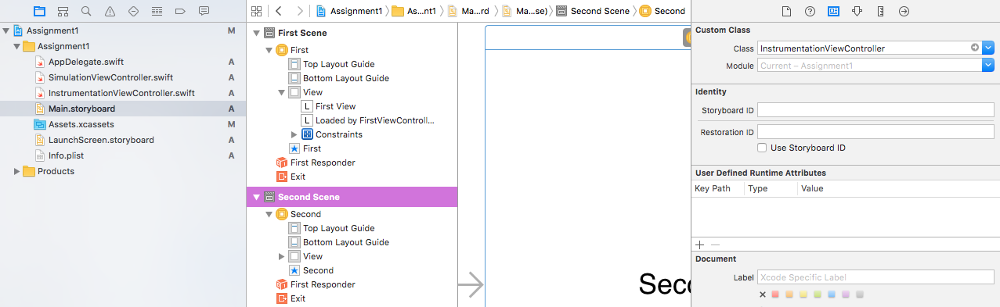 Assignment1 M
Assignment1
AppDelegate.swift A
SimulationViewController.swift A
InstrumentationViewController.swift A
Main.storyboard A
Assets.xcassets M
LaunchScreen.storyboard A
Info.plist A
Products
Assignment1 As...nt1 Ma...rd Ma...se) Second Scene Second
First Scene
First
Top Layout Guide
Bottom Layout Guide
View
L First View
L Loaded by FirstViewControll...
Constraints
First
First Responder
Exit
Second Scene
Second
Top Layout Guide
Bottom Layout Guide
View
Second
First Responder
Exit
Seco
Custom Class
Class InstrumentationViewController
Module Current – Assignment1
Identity
Storyboard ID
Restoration ID
Use Storyboard ID
User Defined Runtime Attributes
Key Path Type Value
Document
Label Xcode Specific Label